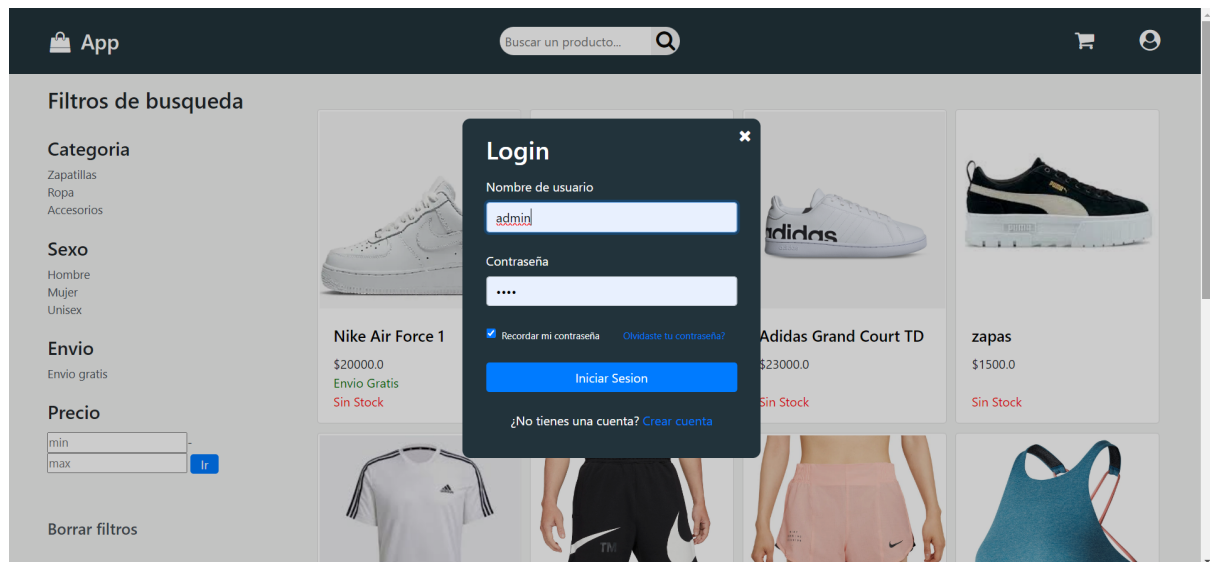 App
Buscar un producto...
Filtros de busqueda
Categoria
Zapatillas
Ropa
Accesorios
Sexo
Hombre
Mujer
Unisex
Envio
Envio gratis
Precio
min -
max Ir
Borrar filtros
Login
Nombre de usuario
admin
Contraseña
••••
Recordar mi contraseña Olvidaste tu contraseña?
Iniciar Sesion
¿No tienes una cuenta? Crear cuenta
Nike Air Force 1
$20000.0
Envio Gratis
Sin Stock
adidas
Adidas Grand Court TD
$23000.0
Sin Stock
PUMA
zapas
$1500.0
Sin Stock
TM